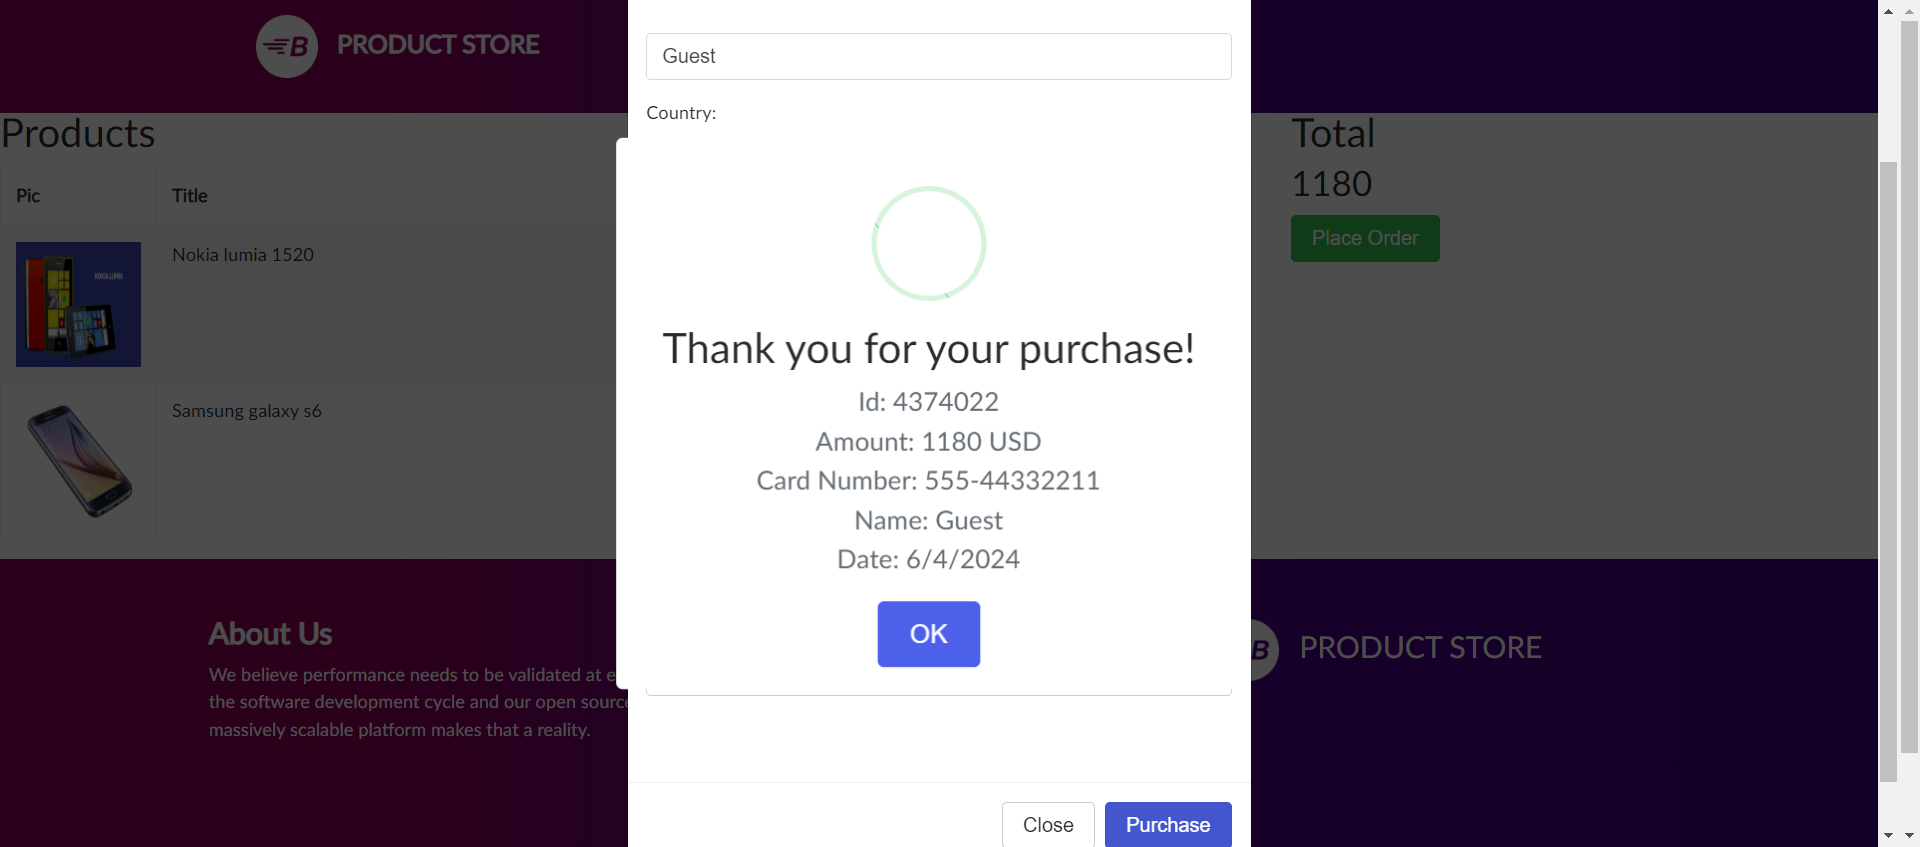 B PRODUCT STORE
Guest
Country:
Products
Pic Title
NOKIA LUMIA
Nokia lumia 1520
Samsung galaxy s6
Total
1180
Place Order
Thank you for your purchase!
Id: 4374022
Amount: 1180 USD
Card Number: 555-44332211
Name: Guest
Date: 6/4/2024
OK
About Us
We believe performance needs to be validated at e
the software development cycle and our open source
massively scalable platform makes that a reality.
B PRODUCT STORE
Close
Purchase